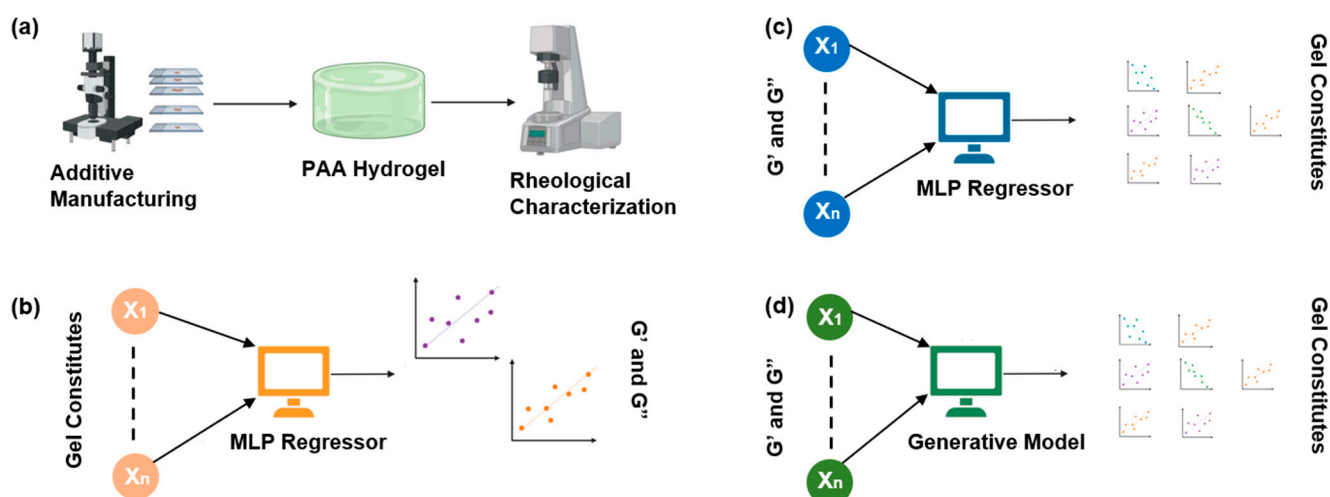 (a)
Additive
Manufacturing
PAA Hydrogel
Rheological
Characterization
(b)
Gel Constitutes
X1
Xn
MLP Regressor
G’ and G’’
(c)
G’ and G’’
X1
Xn
MLP Regressor
Gel Constitutes
(d)
G’ and G’’
X1
Xn
Generative Model
Gel Constitutes